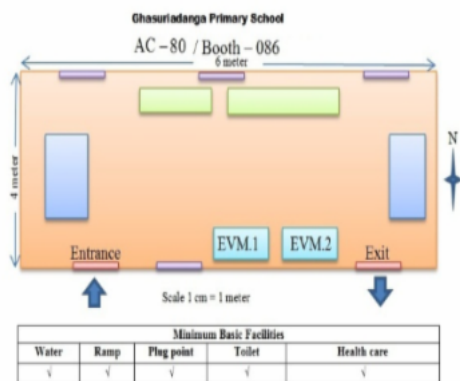 Ghasuriadanga Primary School
AC – 80 / Booth – 086
6 meter
4 meter
N
EVM.1 EVM.2
Entrance Exit
Scale 1 cm = 1 meter
Minimum Basic Facilities
Water Ramp Plug point Toilet Health care
√ √ √ √ √